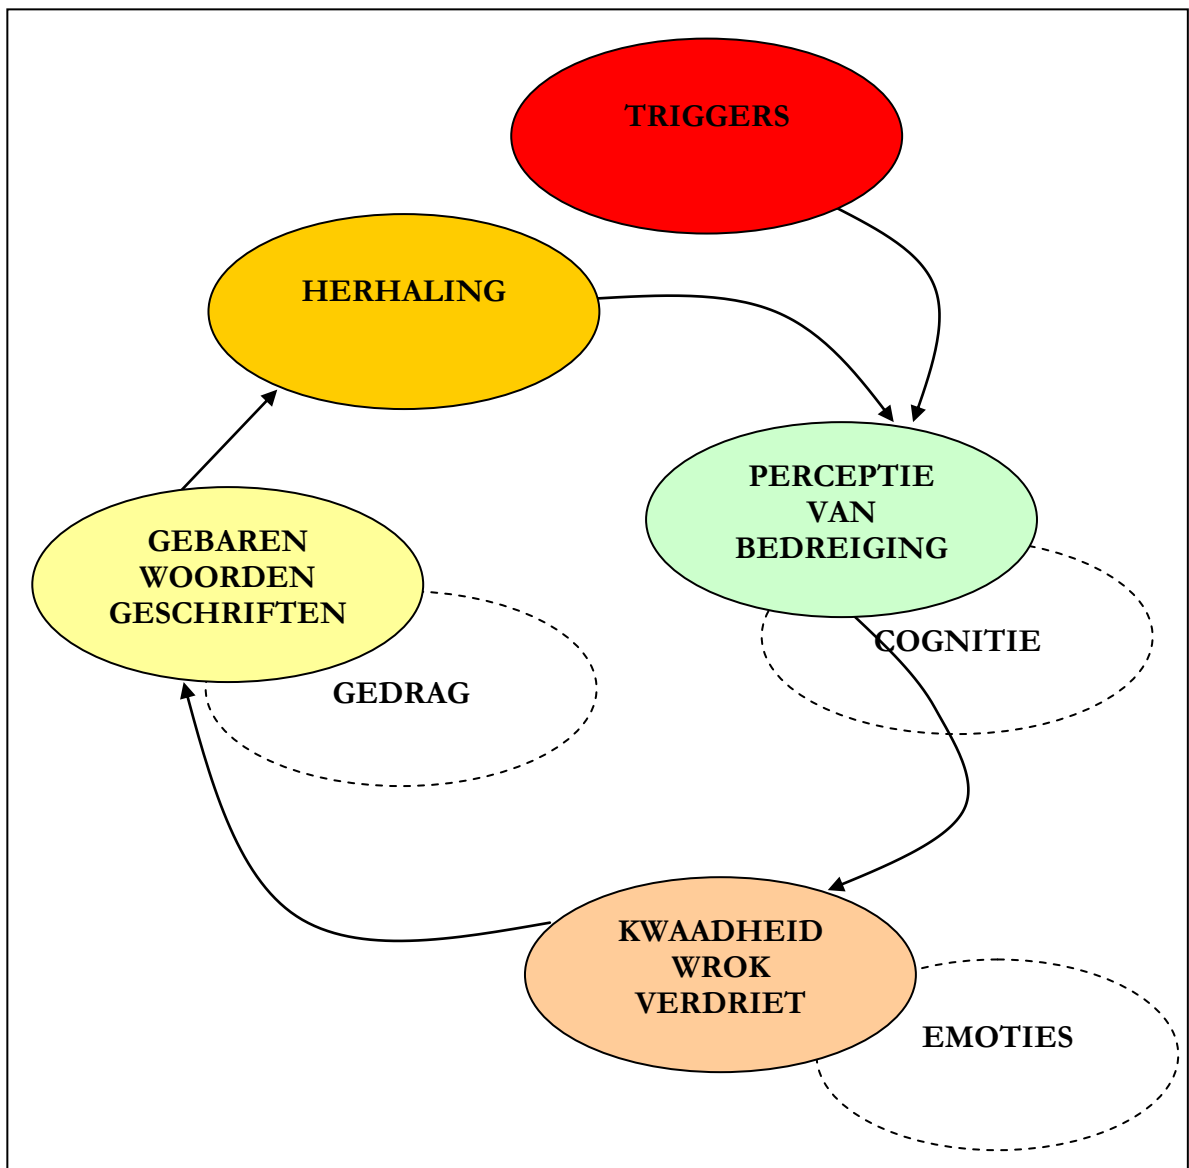 TRIGGERS
HERHALING
PERCEPTIE
VAN
BEDREIGING
GEBAREN
WOORDEN
GESCHRIFTEN
COGNITIE
GEDRAG
KWAADHEID
WROK
VERDRIET
EMOTIES